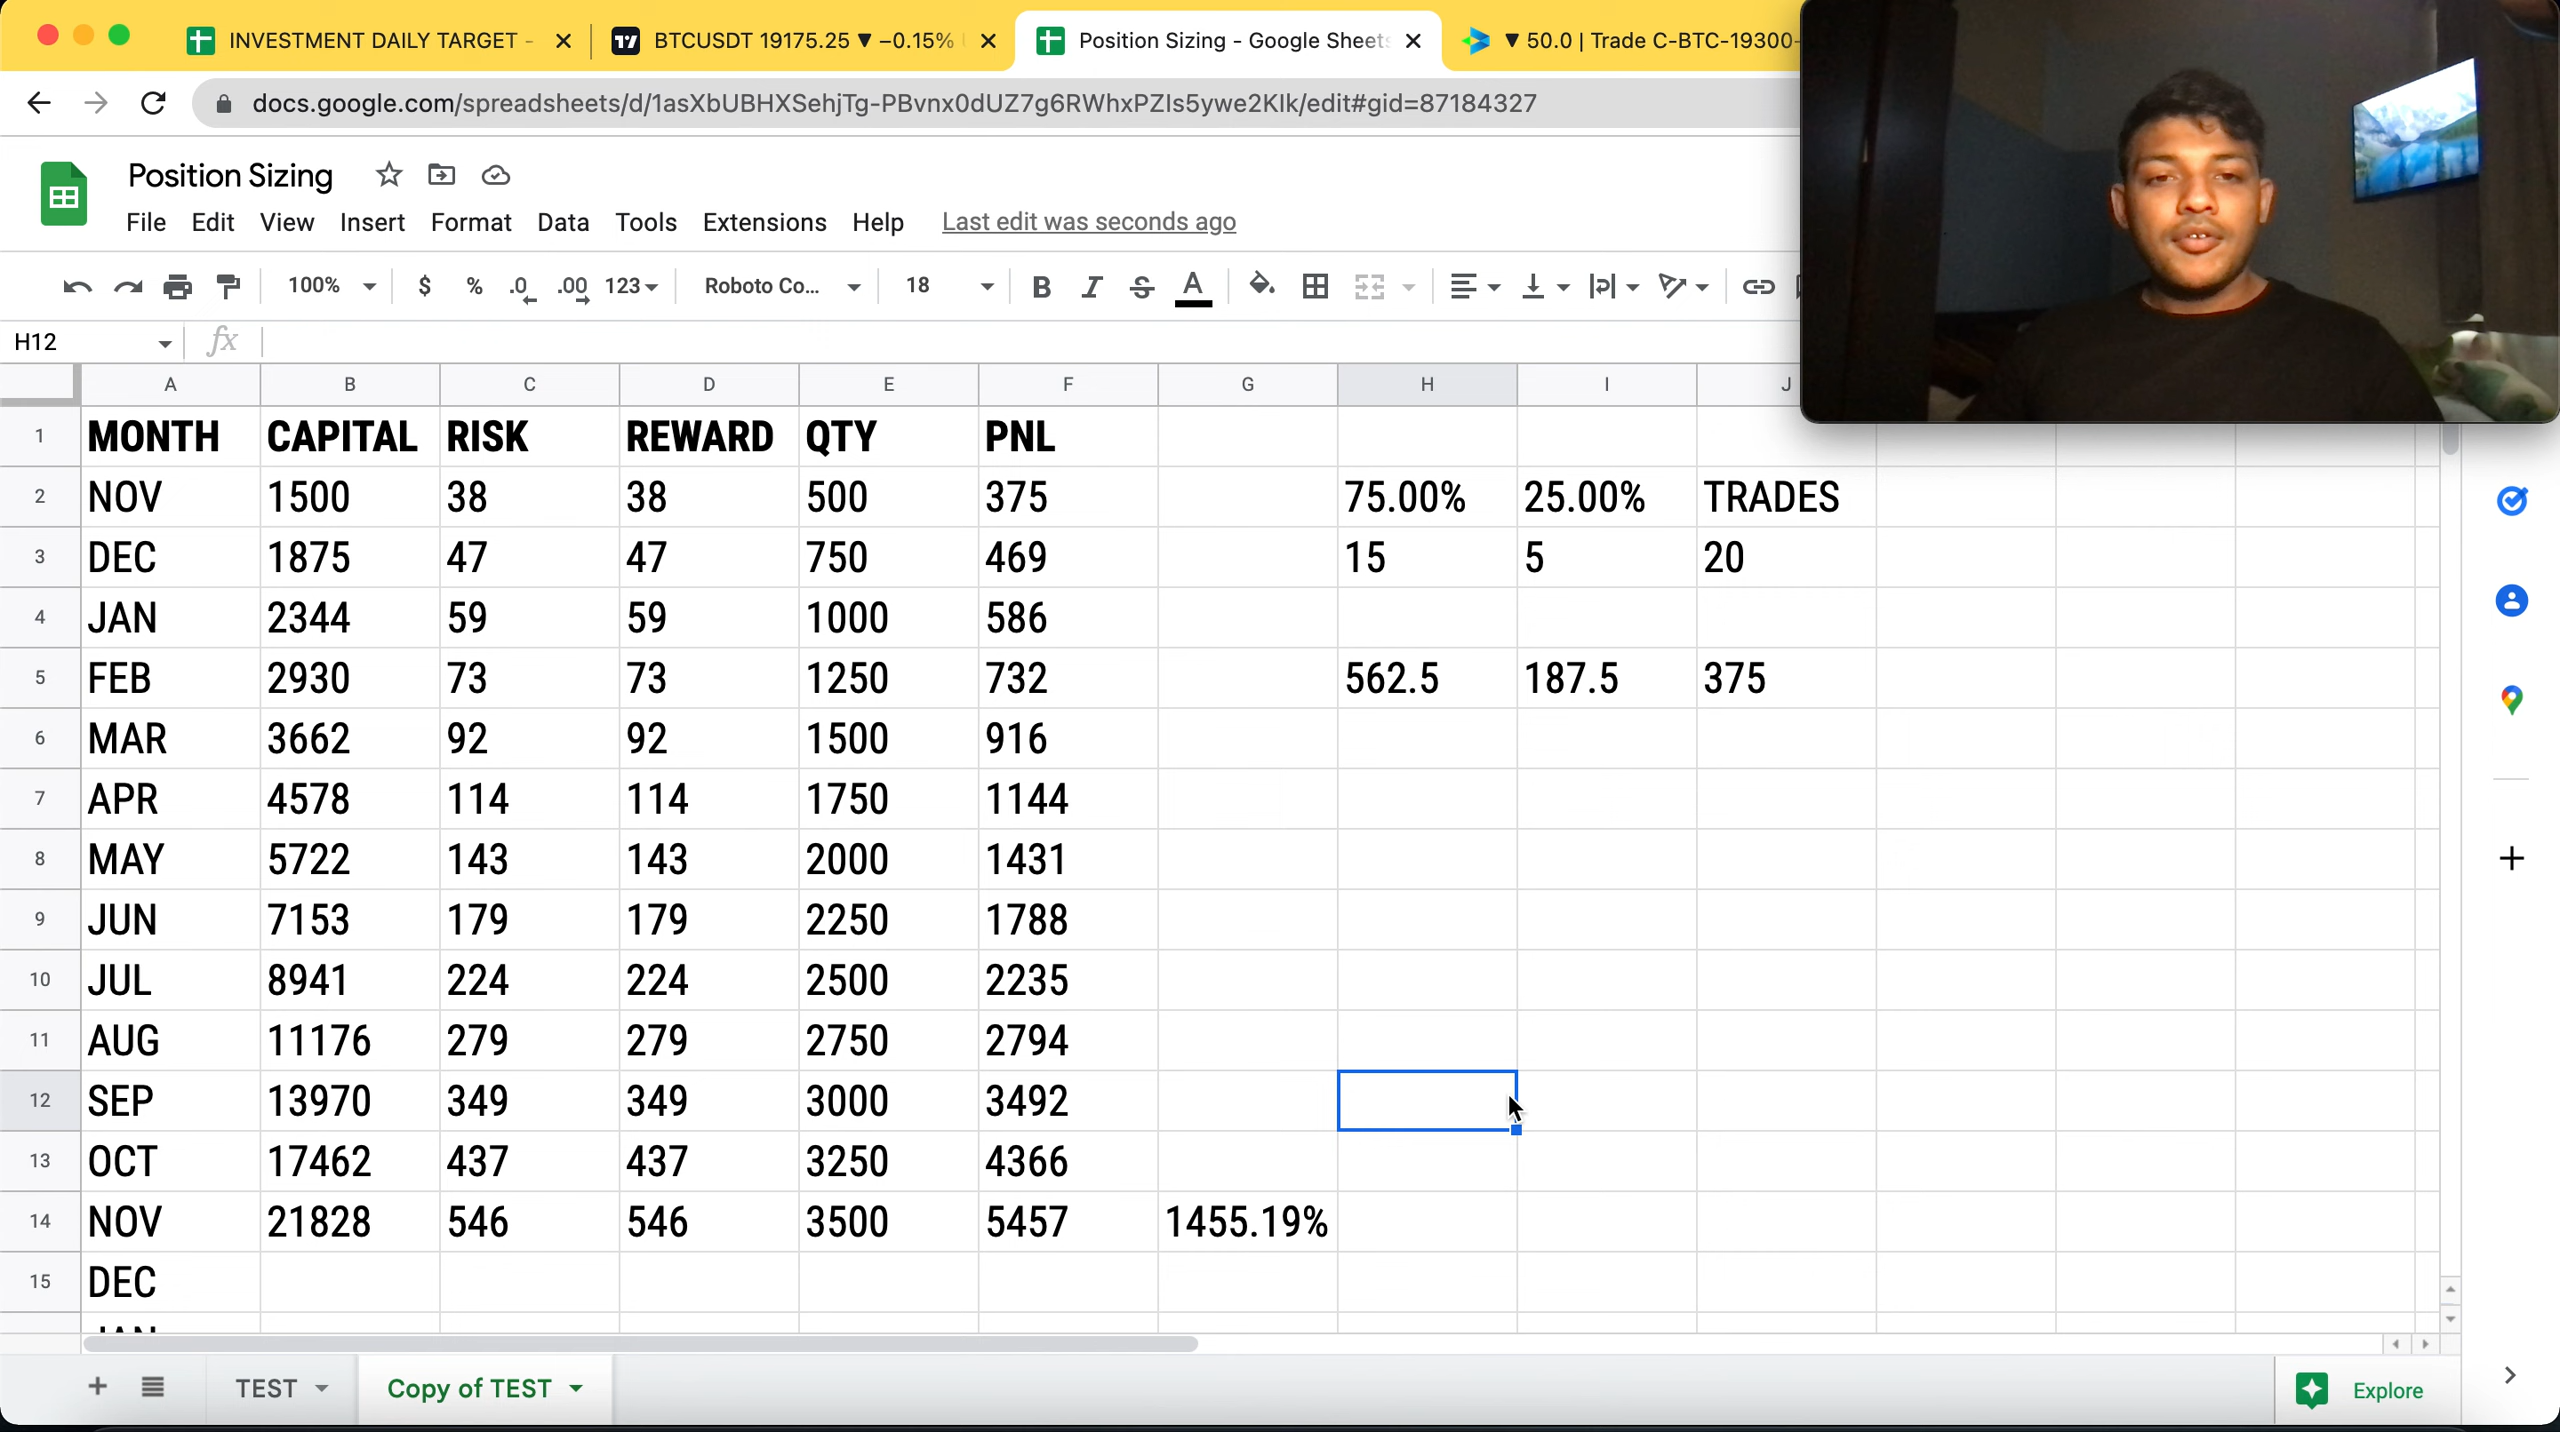 INVESTMENT DAILY TARGET -
BTCUSDT 19175.25 ▼ −0.15%
Position Sizing - Google Sheets
▼ 50.0 | Trade C-BTC-19300-
docs.google.com/spreadsheets/d/1asXbUBHXSehjTg-PBvnx0dUZ7g6RWhxPZIs5ywe2KIk/edit#gid=87184327
Position Sizing
File Edit View Insert Format Data Tools Extensions Help Last edit was seconds ago
100% $ % .0 .00 123 Roboto Co... 18 B I S A
H12 fx
A B C D E F G H I J
1 MONTH CAPITAL RISK REWARD QTY PNL
2 NOV 1500 38 38 500 375 75.00% 25.00% TRADES
3 DEC 1875 47 47 750 469 15 5 20
4 JAN 2344 59 59 1000 586
5 FEB 2930 73 73 1250 732 562.5 187.5 375
6 MAR 3662 92 92 1500 916
7 APR 4578 114 114 1750 1144
8 MAY 5722 143 143 2000 1431
9 JUN 7153 179 179 2250 1788
10 JUL 8941 224 224 2500 2235
11 AUG 11176 279 279 2750 2794
12 SEP 13970 349 349 3000 3492
13 OCT 17462 437 437 3250 4366
14 NOV 21828 546 546 3500 5457 1455.19%
15 DEC
JAN
TEST Copy of TEST Explore